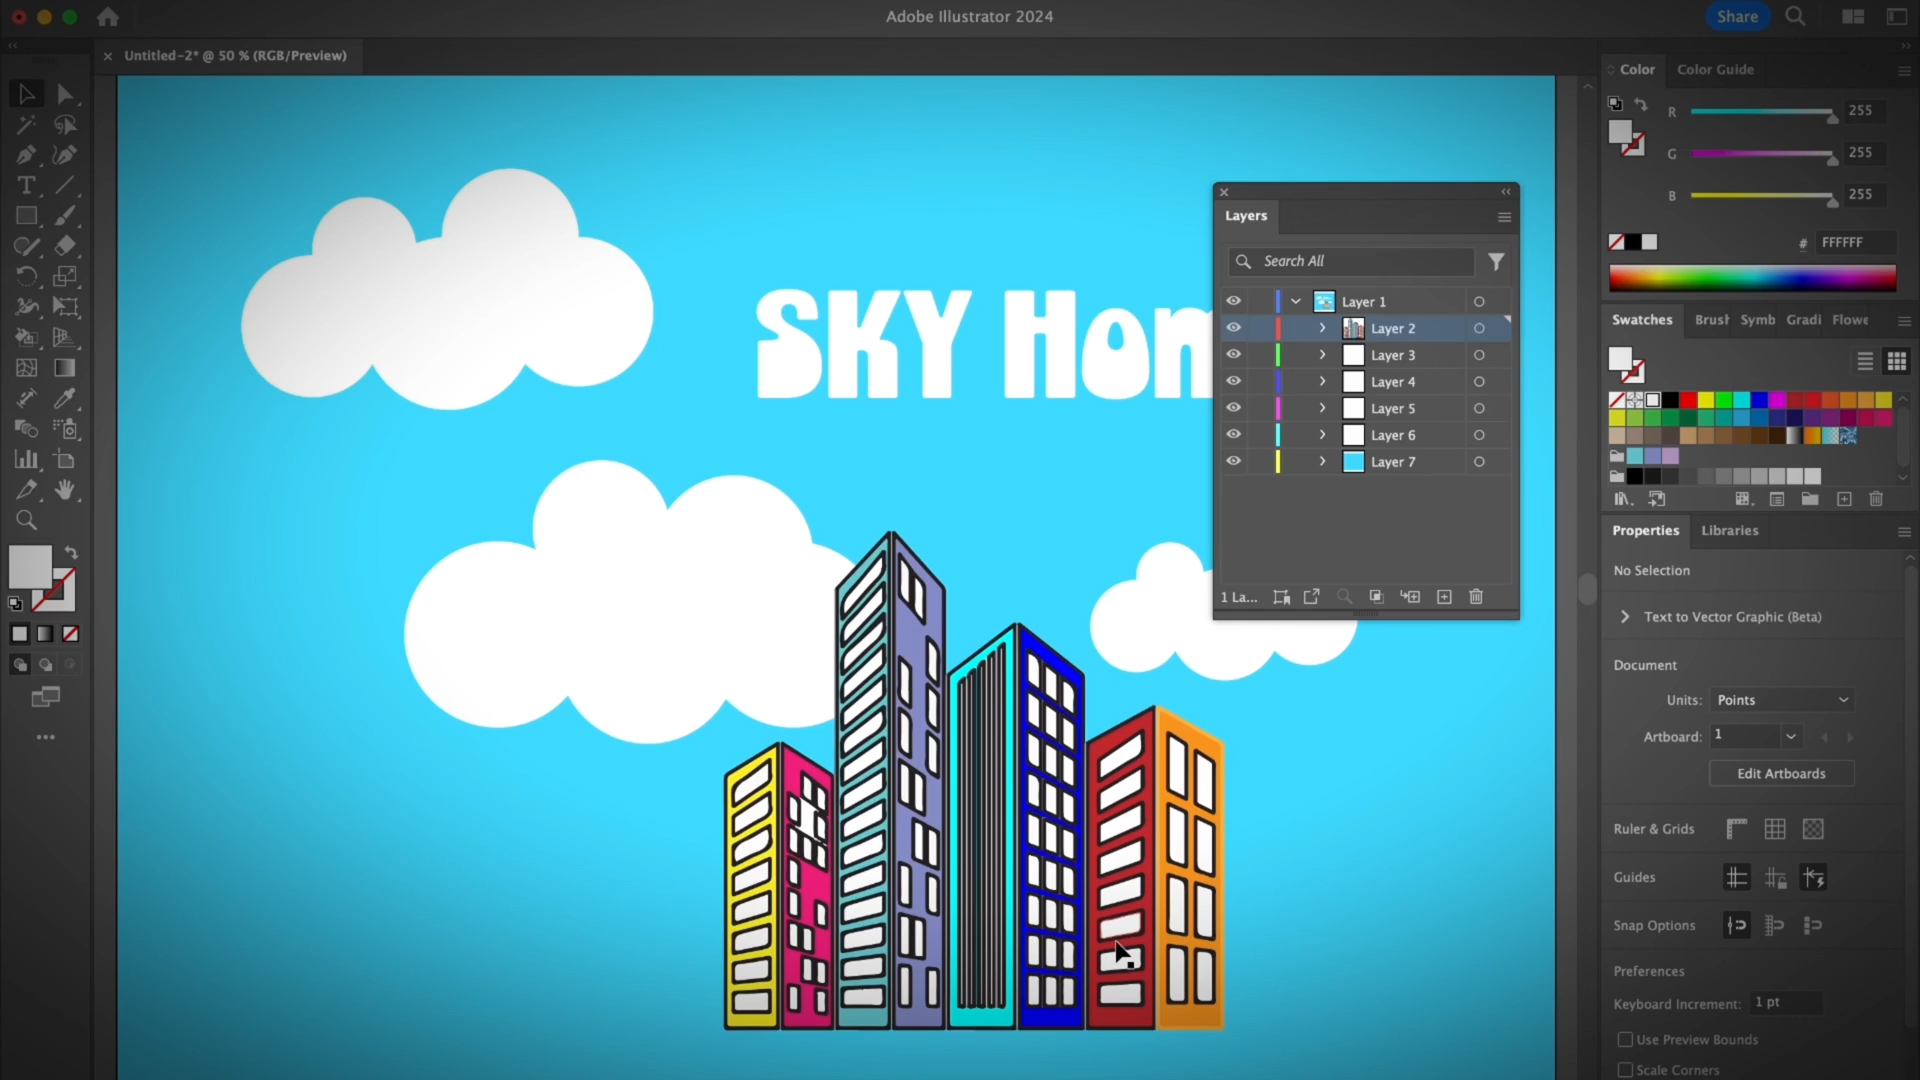 Adobe Illustrator 2024
Share
Untitled-2* @ 50 % (RGB/Preview)
SKY Hom
Layers
Search All
Layer 1
Layer 2
Layer 3
Layer 4
Layer 5
Layer 6
Layer 7
1 La...
Color
Color Guide
R 255
G 255
B 255
# FFFFFF
Swatches Brush Symb Gradi Flowe
Properties Libraries
No Selection
Text to Vector Graphic (Beta)
Document
Units: Points
Artboard: 1
Edit Artboards
Ruler & Grids
Guides
Snap Options
Preferences
Keyboard Increment: 1 pt
Use Preview Bounds
Scale Corners